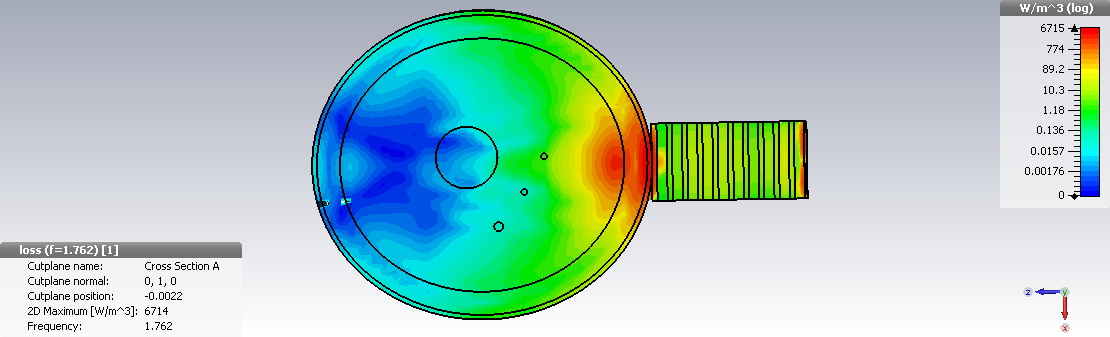 W/m^3 (log)
6715
774
89.2
10.3
1.18
0.136
0.0157
0.00176
0
loss (f=1.762) [1]
Cutplane name: Cross Section A
Cutplane normal: 0, 1, 0
Cutplane position: -0.0022
2D Maximum [W/m^3]: 6714
Frequency: 1.762
z
y
x